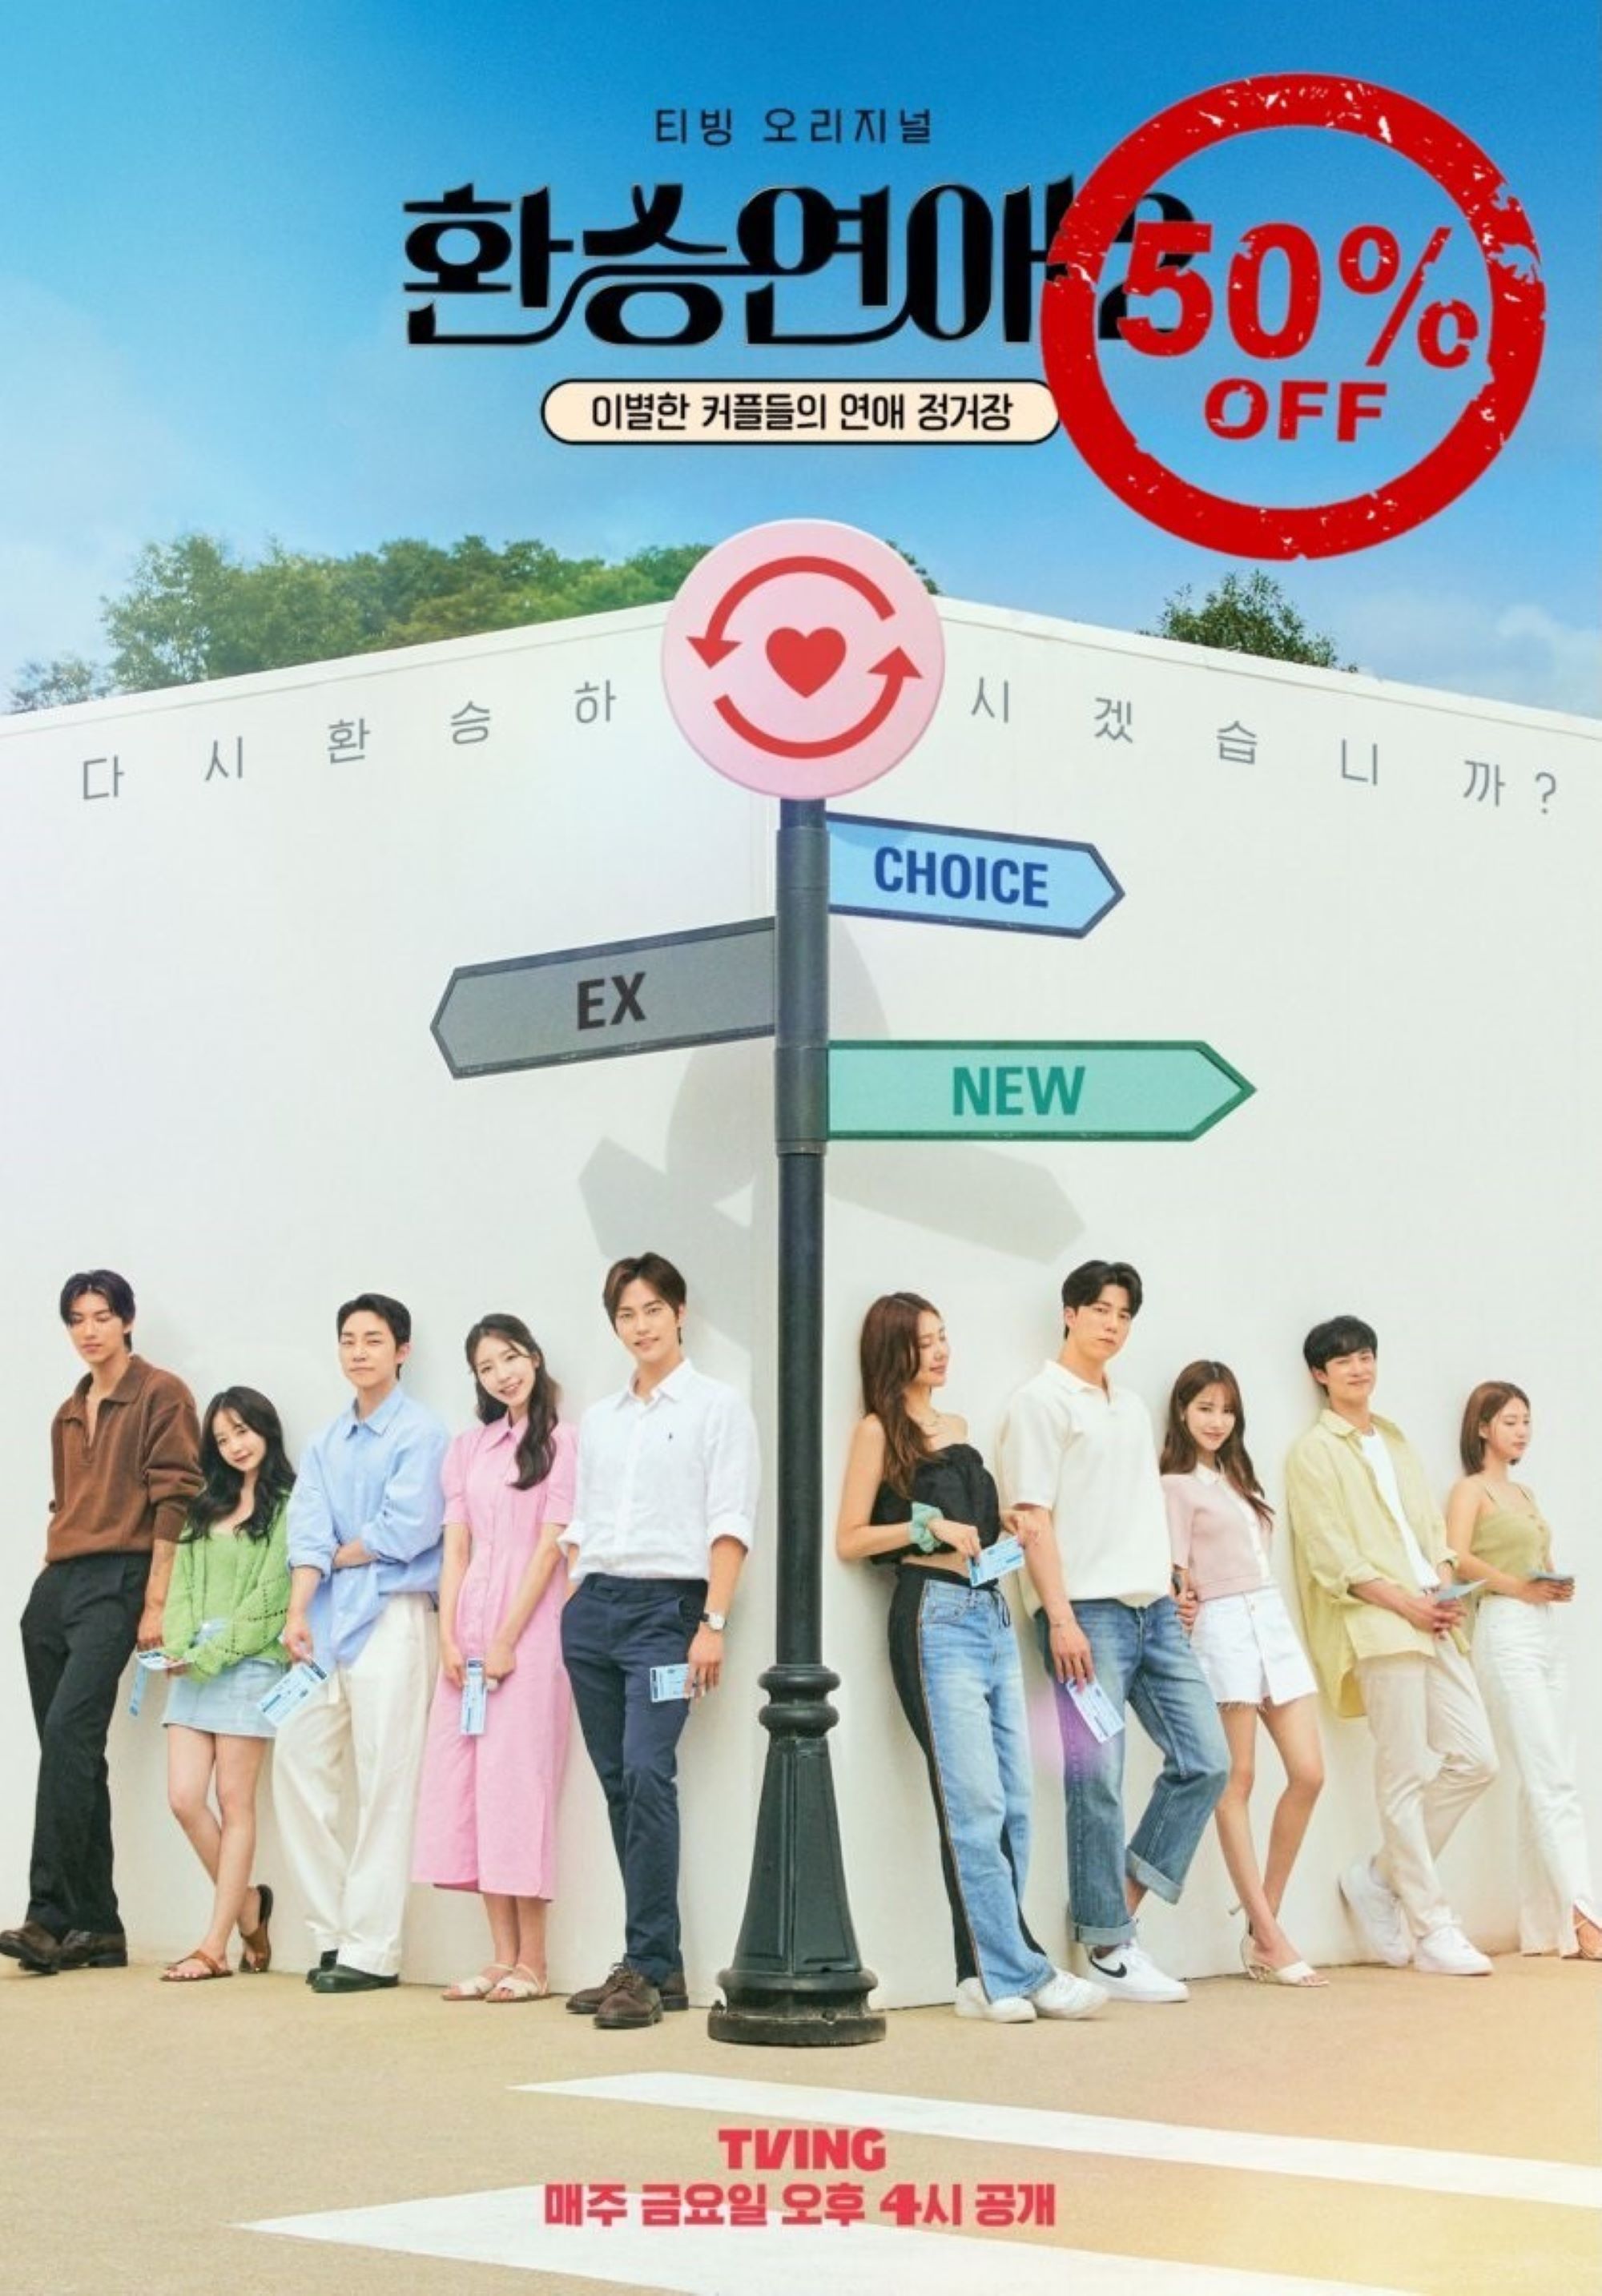 티빙 오리지널
환승연애2
50%
OFF
이별한 커플들의 연애 정거장
다시 환승하시겠습니까?
CHOICE
EX
NEW
TVING
매주 금요일 오후 4시 공개